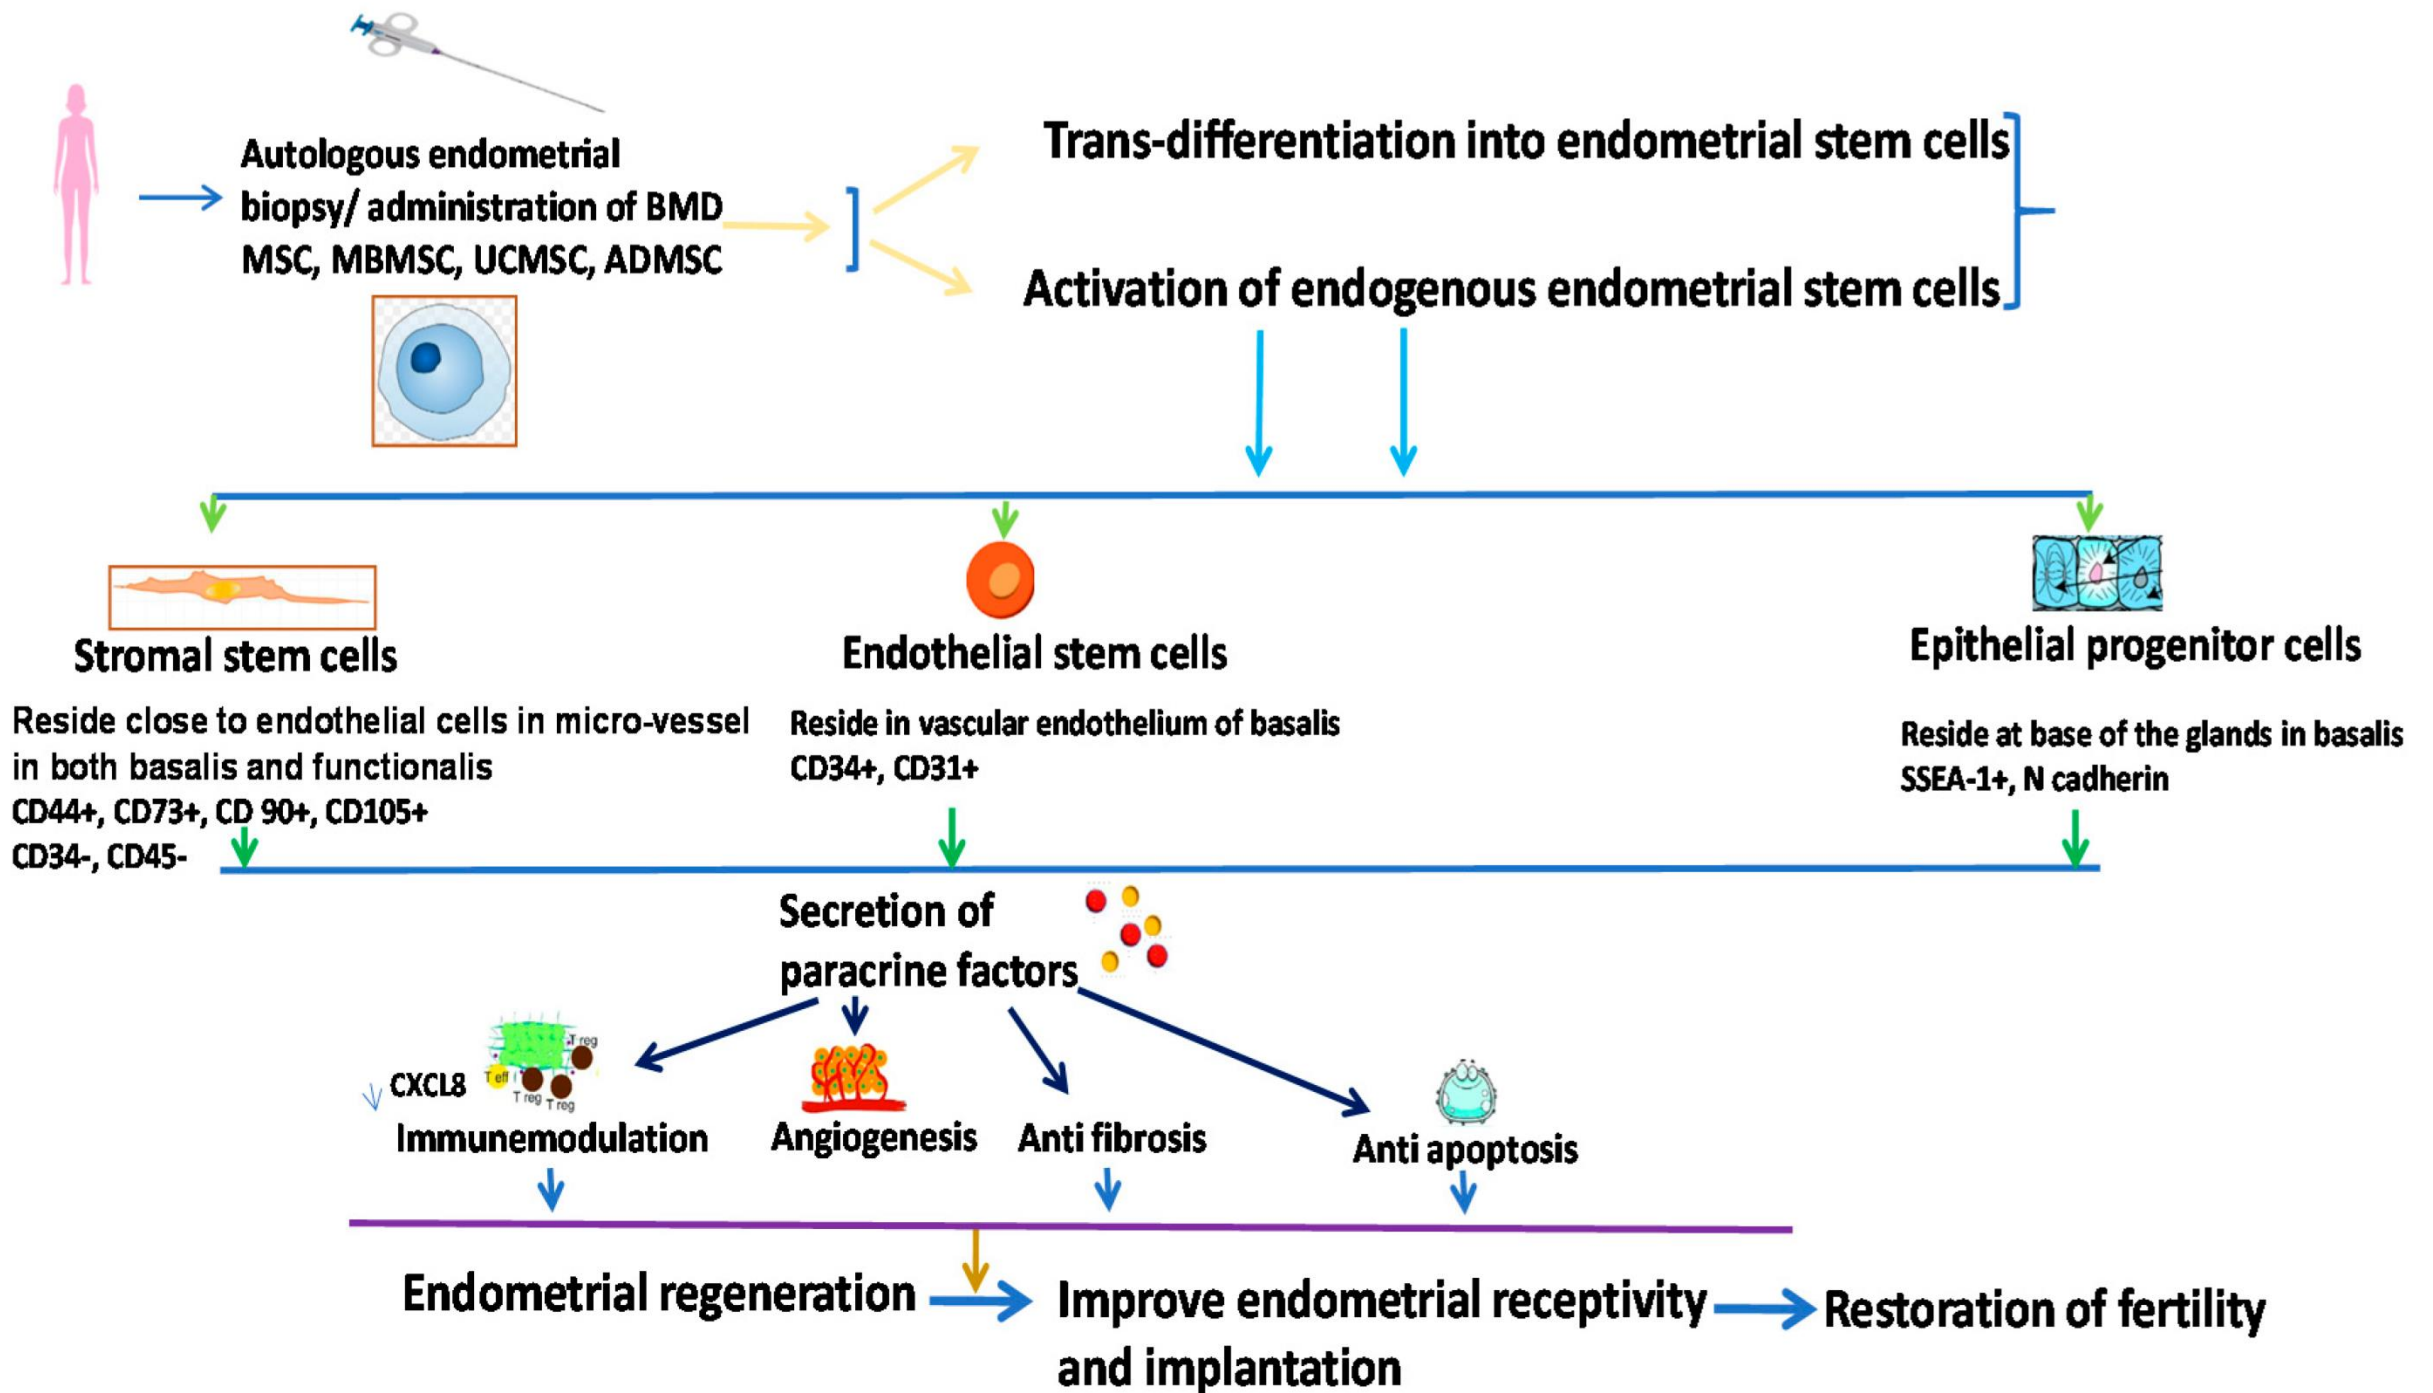 Autologous endometrial
biopsy/ administration of BMD
MSC, MBMSC, UCMSC, ADMSC
Trans-differentiation into endometrial stem cells
Activation of endogenous endometrial stem cells
Stromal stem cells
Reside close to endothelial cells in micro-vessel
in both basalis and functionalis
CD44+, CD73+, CD 90+, CD105+
CD34-, CD45-
Endothelial stem cells
Reside in vascular endothelium of basalis
CD34+, CD31+
Epithelial progenitor cells
Reside at base of the glands in basalis
SSEA-1+, N cadherin
Secretion of
paracrine factors
CXCL8
T reg
T eff
T reg
T reg
Immunemodulation
Angiogenesis
Anti fibrosis
Anti apoptosis
Endometrial regeneration
Improve endometrial receptivity
and implantation
Restoration of fertility